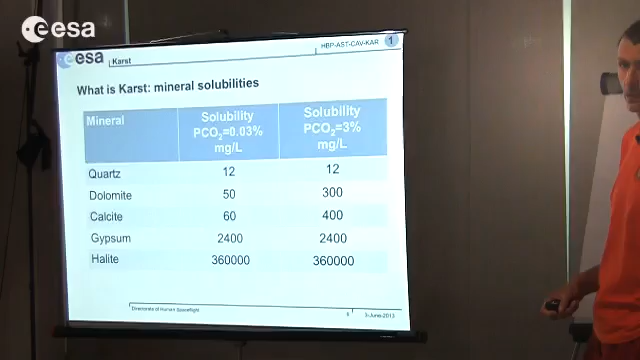 esa
esa
Karst
HBP-AST-CAV-KAR
1
What is Karst: mineral solubilities
Mineral
Solubility PCO2=0.03% mg/L
Solubility PCO2=3% mg/L
Quartz 12 12
Dolomite 50 300
Calcite 60 400
Gypsum 2400 2400
Halite 360000 360000
Directorate of Human Spaceflight
3-June-2013